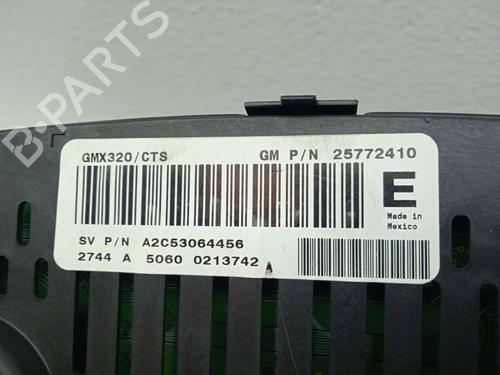 B-PARTS
GMX320/CTS GM P/N 25772410
E
Made in
Mexico
SV P/N A2C53064456
2744 A 5060 0213742